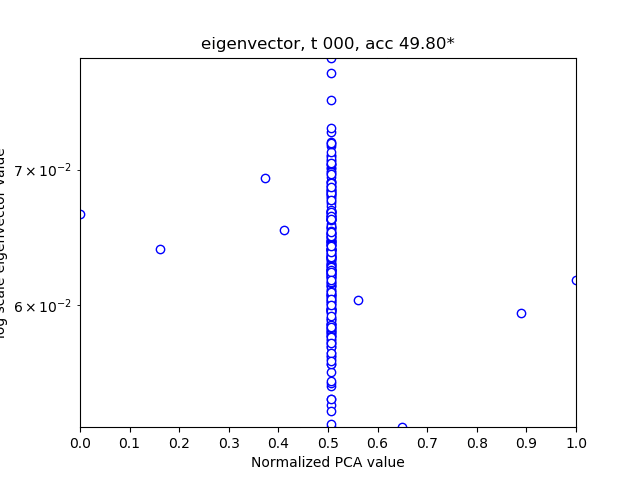 eigenvector, t 000, acc 49.80*
7 × 10⁻²
6 × 10⁻²
log scale eigenvector value
0.0 0.1 0.2 0.3 0.4 0.5 0.6 0.7 0.8 0.9 1.0
Normalized PCA value